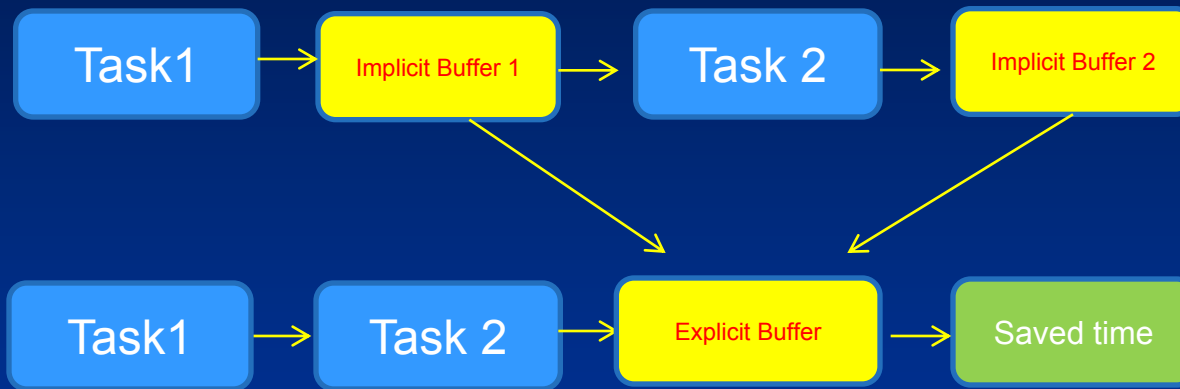 Task1
Implicit Buffer 1
Task 2
Implicit Buffer 2
Task1
Task 2
Explicit Buffer
Saved time